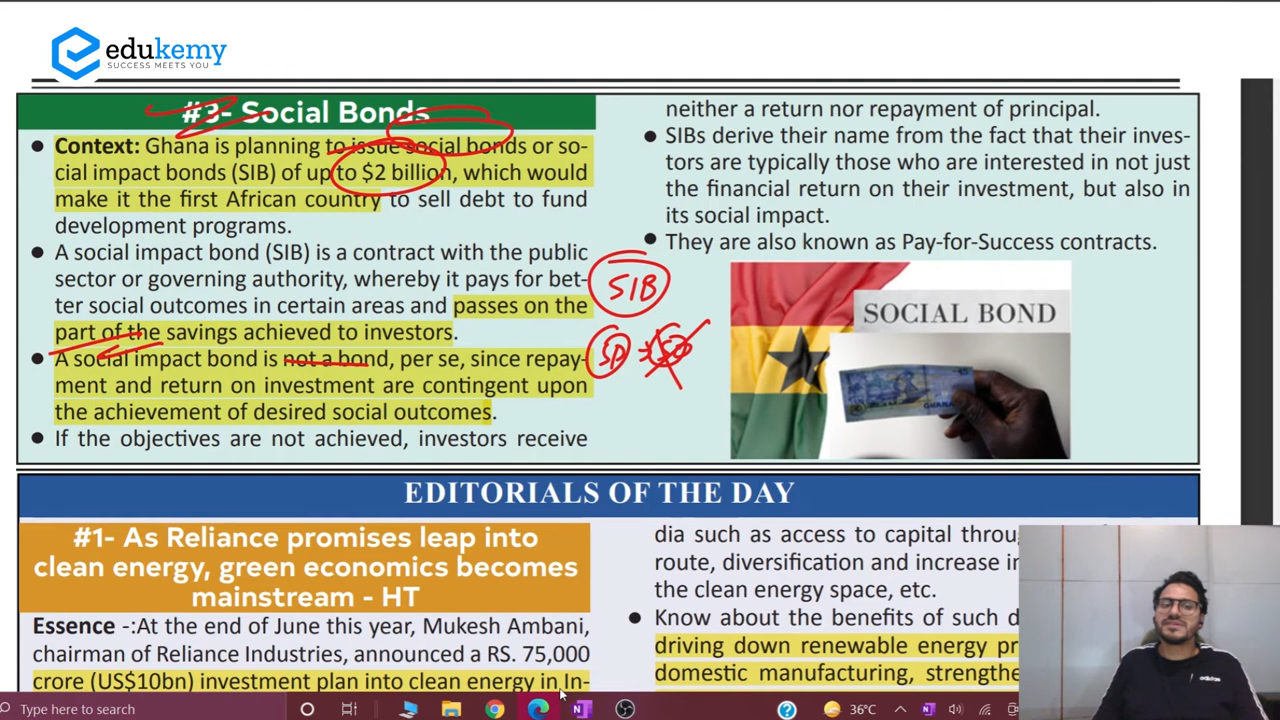 edukemy
SUCCESS MEETS YOU
#3- Social Bonds
● Context: Ghana is planning to issue social bonds or so-
cial impact bonds (SIB) of up to $2 billion, which would
make it the first African country to sell debt to fund
development programs.
● A social impact bond (SIB) is a contract with the public
sector or governing authority, whereby it pays for bet-
ter social outcomes in certain areas and passes on the
part of the savings achieved to investors.
● A social impact bond is not a bond, per se, since repay-
ment and return on investment are contingent upon
the achievement of desired social outcomes.
● If the objectives are not achieved, investors receive
neither a return nor repayment of principal.
● SIBs derive their name from the fact that their inves-
tors are typically those who are interested in not just
the financial return on their investment, but also in
its social impact.
● They are also known as Pay-for-Success contracts.
SIB
SOCIAL BOND
EDITORIALS OF THE DAY
#1- As Reliance promises leap into
clean energy, green economics becomes
mainstream - HT
Essence -:At the end of June this year, Mukesh Ambani,
chairman of Reliance Industries, announced a RS. 75,000
crore (US$10bn) investment plan into clean energy in In-
dia such as access to capital throu
route, diversification and increase in
the clean energy space, etc.
● Know about the benefits of such d
driving down renewable energy pr
domestic manufacturing, strengthe
adidas
Type here to search
36°C